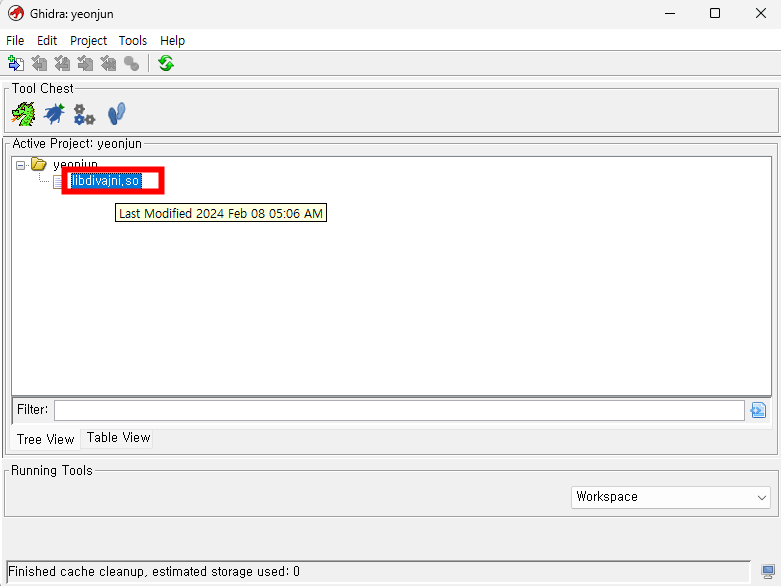 Ghidra: yeonjun
File Edit Project Tools Help
Tool Chest
Active Project: yeonjun
yeonjun
libdivajni.so
Last Modified 2024 Feb 08 05:06 AM
Filter:
Tree View Table View
Running Tools
Workspace
Finished cache cleanup, estimated storage used: 0